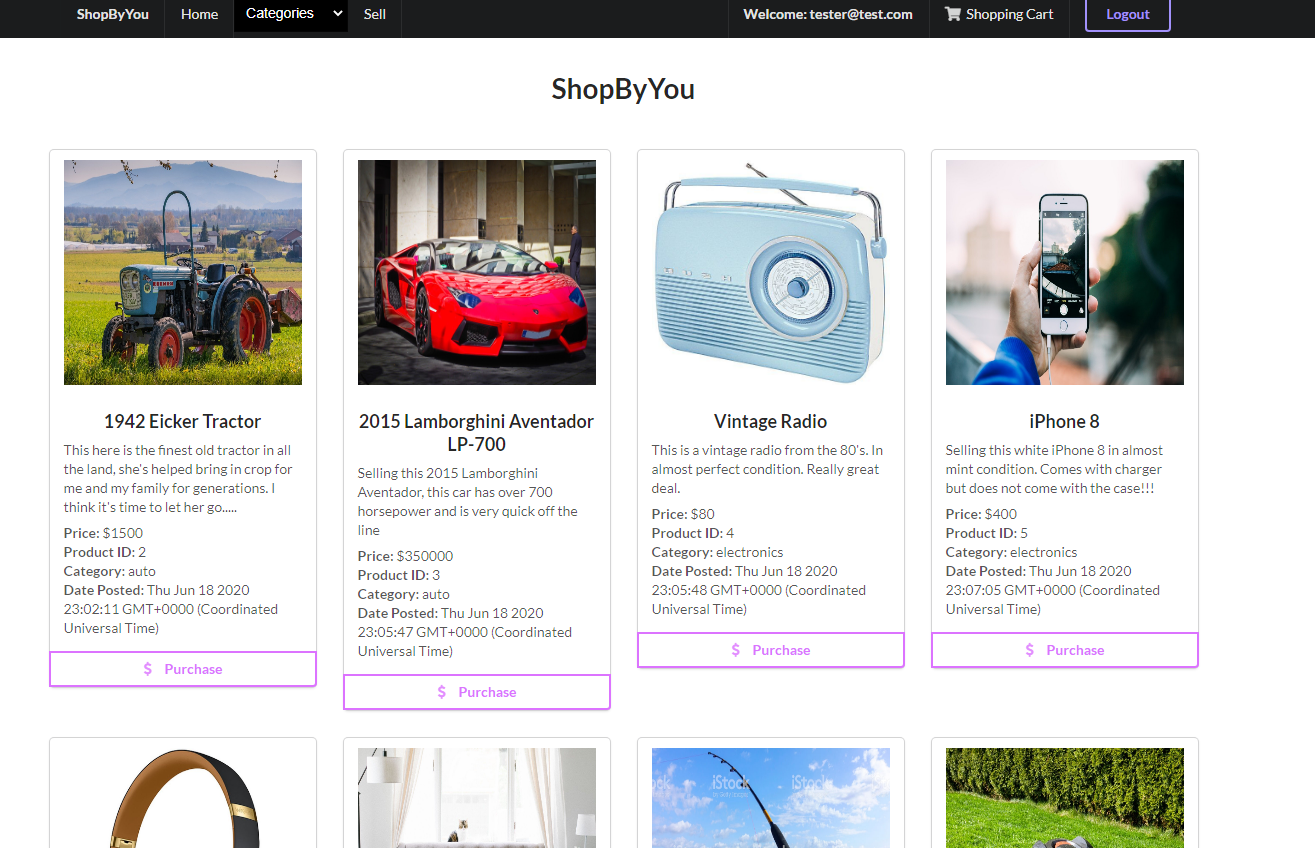 ShopByYou Home Categories Sell Welcome: tester@test.com Shopping Cart Logout
ShopByYou
1942 Eicker Tractor
This here is the finest old tractor in all
the land, she's helped bring in crop for
me and my family for generations. I
think it's time to let her go.....
Price: $1500
Product ID: 2
Category: auto
Date Posted: Thu Jun 18 2020
23:02:11 GMT+0000 (Coordinated
Universal Time)
$ Purchase
2015 Lamborghini Aventador
LP-700
Selling this 2015 Lamborghini
Aventador, this car has over 700
horsepower and is very quick off the
line
Price: $350000
Product ID: 3
Category: auto
Date Posted: Thu Jun 18 2020
23:05:47 GMT+0000 (Coordinated
Universal Time)
$ Purchase
BUSH
Vintage Radio
This is a vintage radio from the 80's. In
almost perfect condition. Really great
deal.
Price: $80
Product ID: 4
Category: electronics
Date Posted: Thu Jun 18 2020
23:05:48 GMT+0000 (Coordinated
Universal Time)
$ Purchase
iPhone 8
Selling this white iPhone 8 in almost
mint condition. Comes with charger
but does not come with the case!!!
Price: $400
Product ID: 5
Category: electronics
Date Posted: Thu Jun 18 2020
23:07:05 GMT+0000 (Coordinated
Universal Time)
$ Purchase
iStock iStock